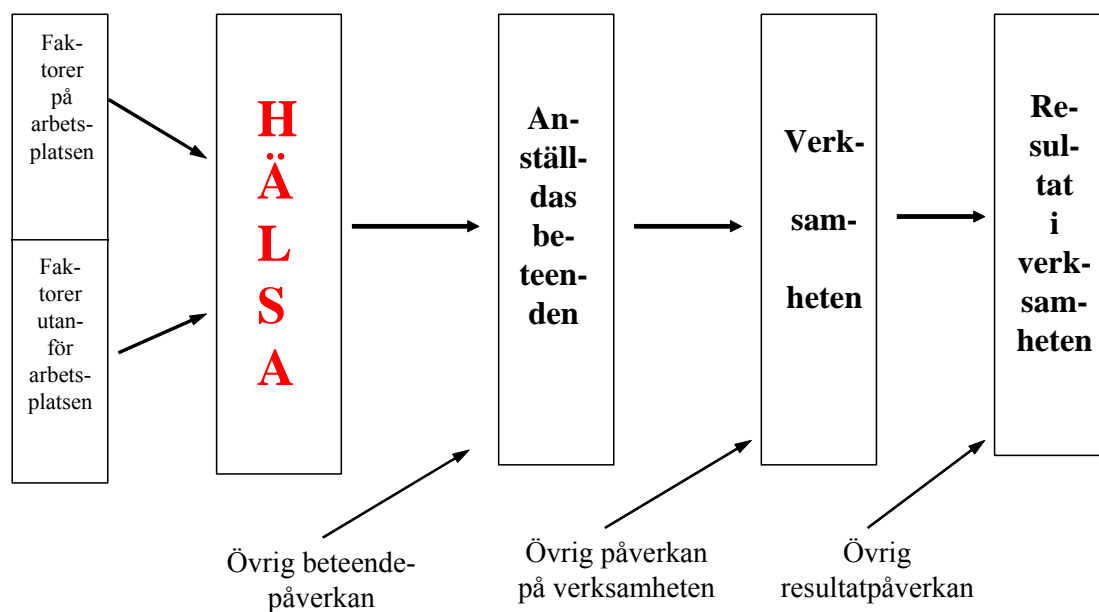 Fak-
torer
på
arbets-
platsen
Fak-
torer
utan-
för
arbets-
platsen
H
Ä
L
S
A
An-
ställ-
das
be-
teen-
den
Verk-
sam-
heten
Re-
sul-
tat
i
verk-
sam-
heten
Övrig beteende-
påverkan
Övrig påverkan
på verksamheten
Övrig
resultatpåverkan